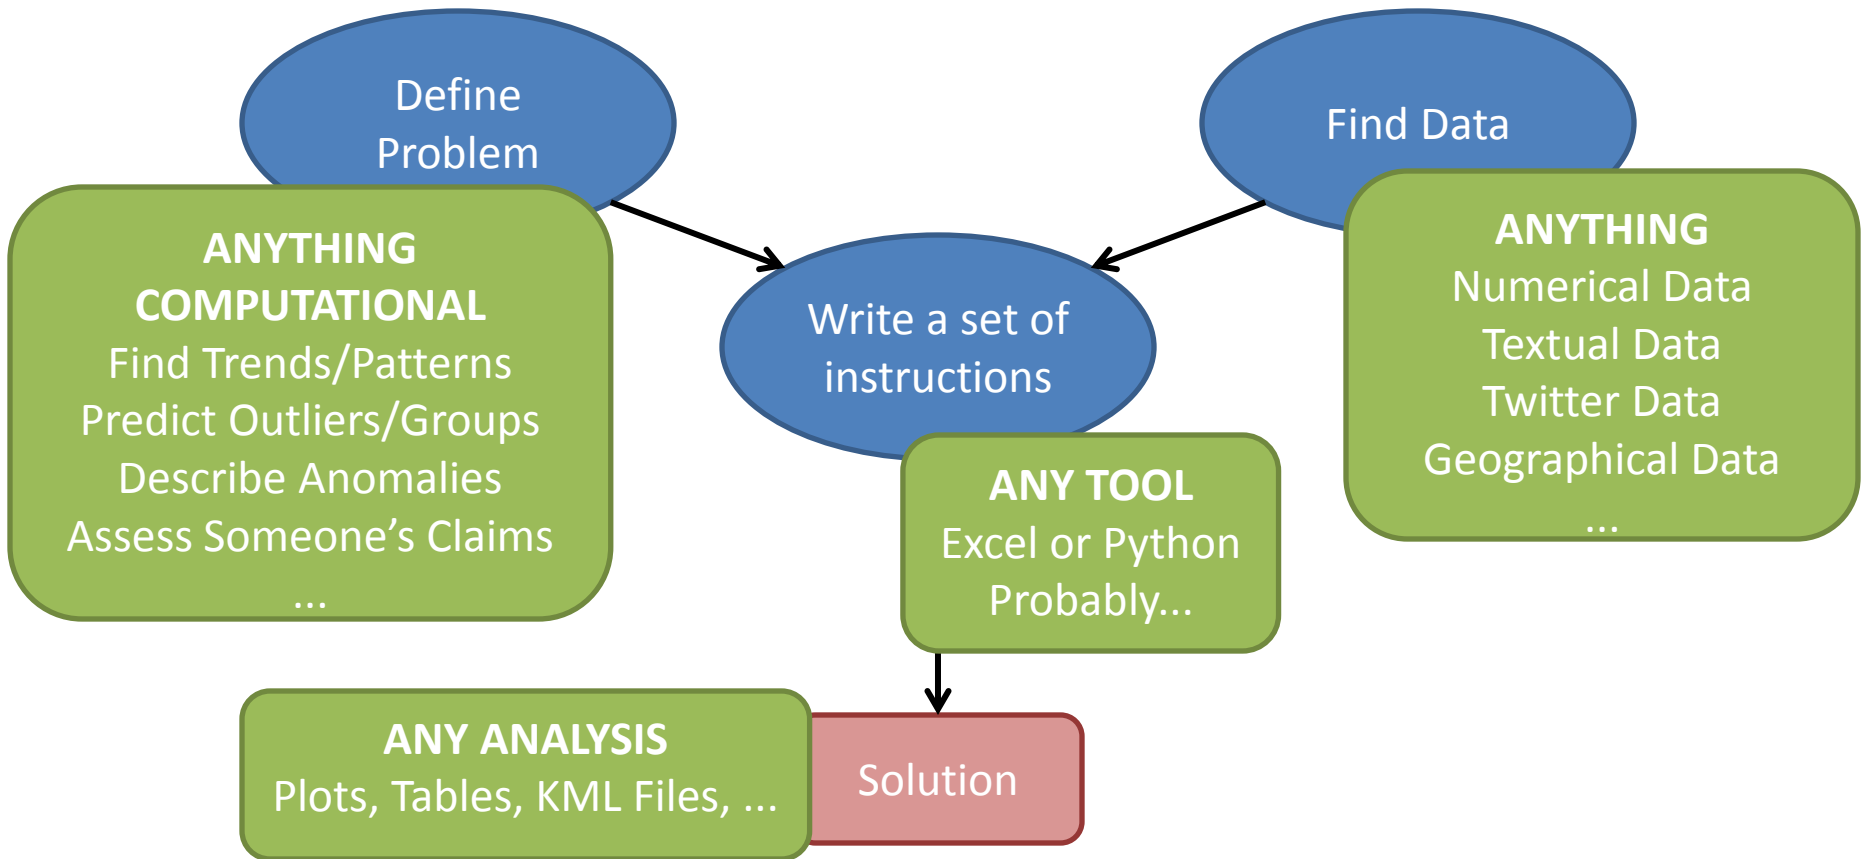 Define
Problem
ANYTHING
COMPUTATIONAL
Find Trends/Patterns
Predict Outliers/Groups
Describe Anomalies
Assess Someone’s Claims
...
Find Data
ANYTHING
Numerical Data
Textual Data
Twitter Data
Geographical Data
...
Write a set of
instructions
ANY TOOL
Excel or Python
Probably...
ANY ANALYSIS
Plots, Tables, KML Files, ...
Solution